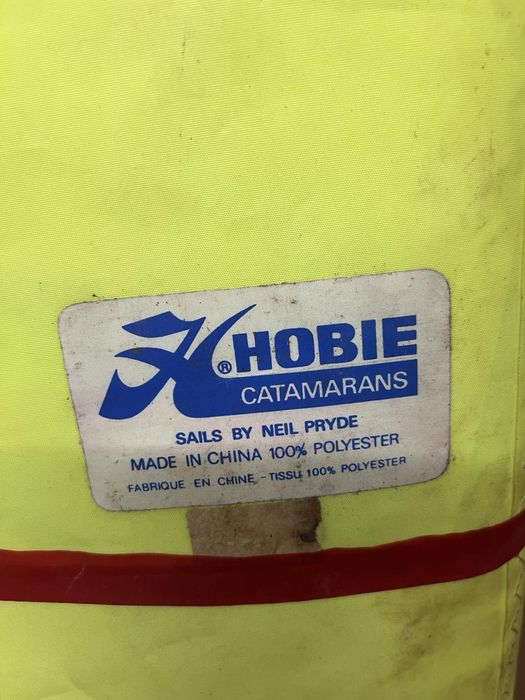 H® HOBIE
CATAMARANS
SAILS BY NEIL PRYDE
MADE IN CHINA 100% POLYESTER
FABRIQUE EN CHINE - TISSU 100% POLYESTER